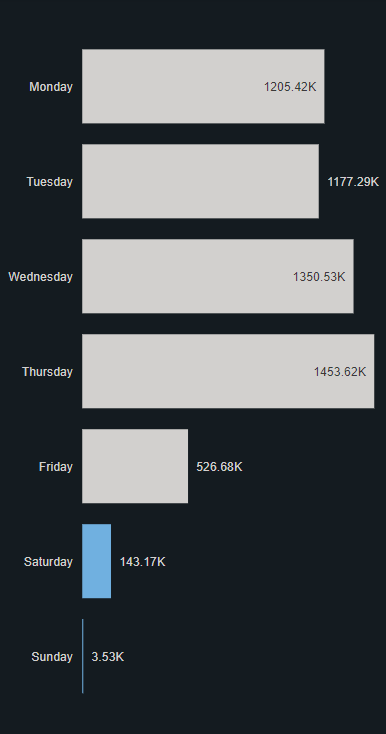 Monday 1205.42K
Tuesday 1177.29K
Wednesday 1350.53K
Thursday 1453.62K
Friday 526.68K
Saturday 143.17K
Sunday 3.53K